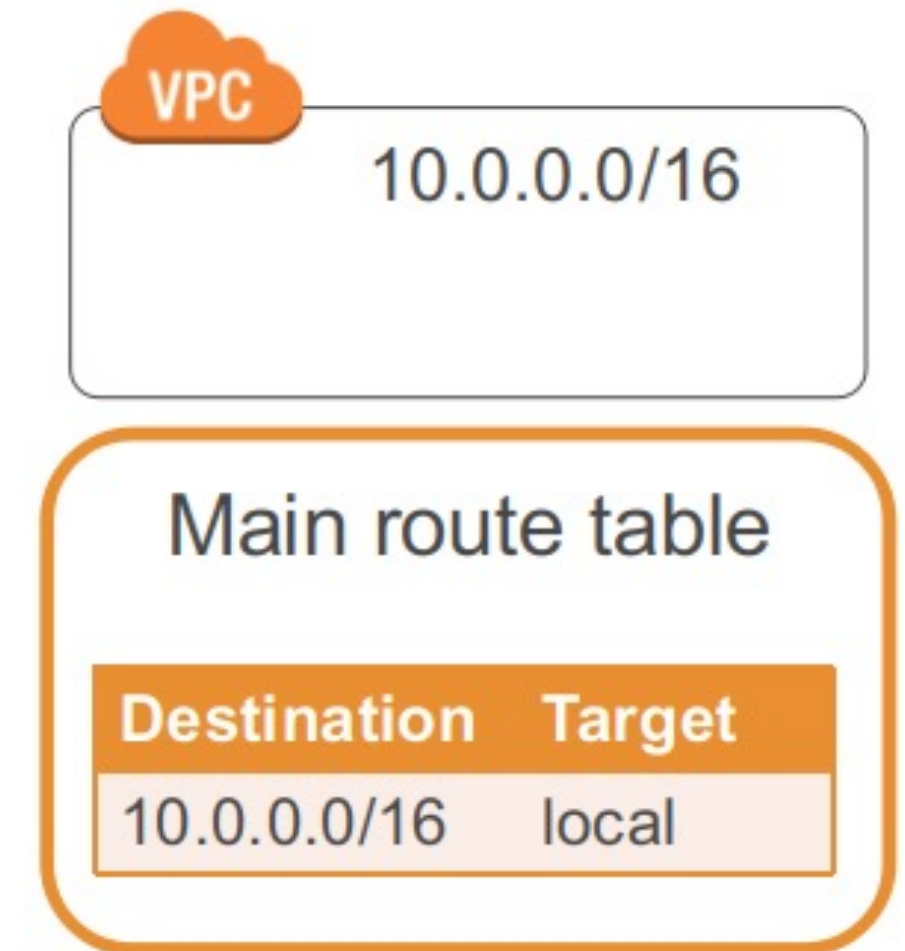 VPC
10.0.0.0/16
Main route table
Destination Target
10.0.0.0/16 local